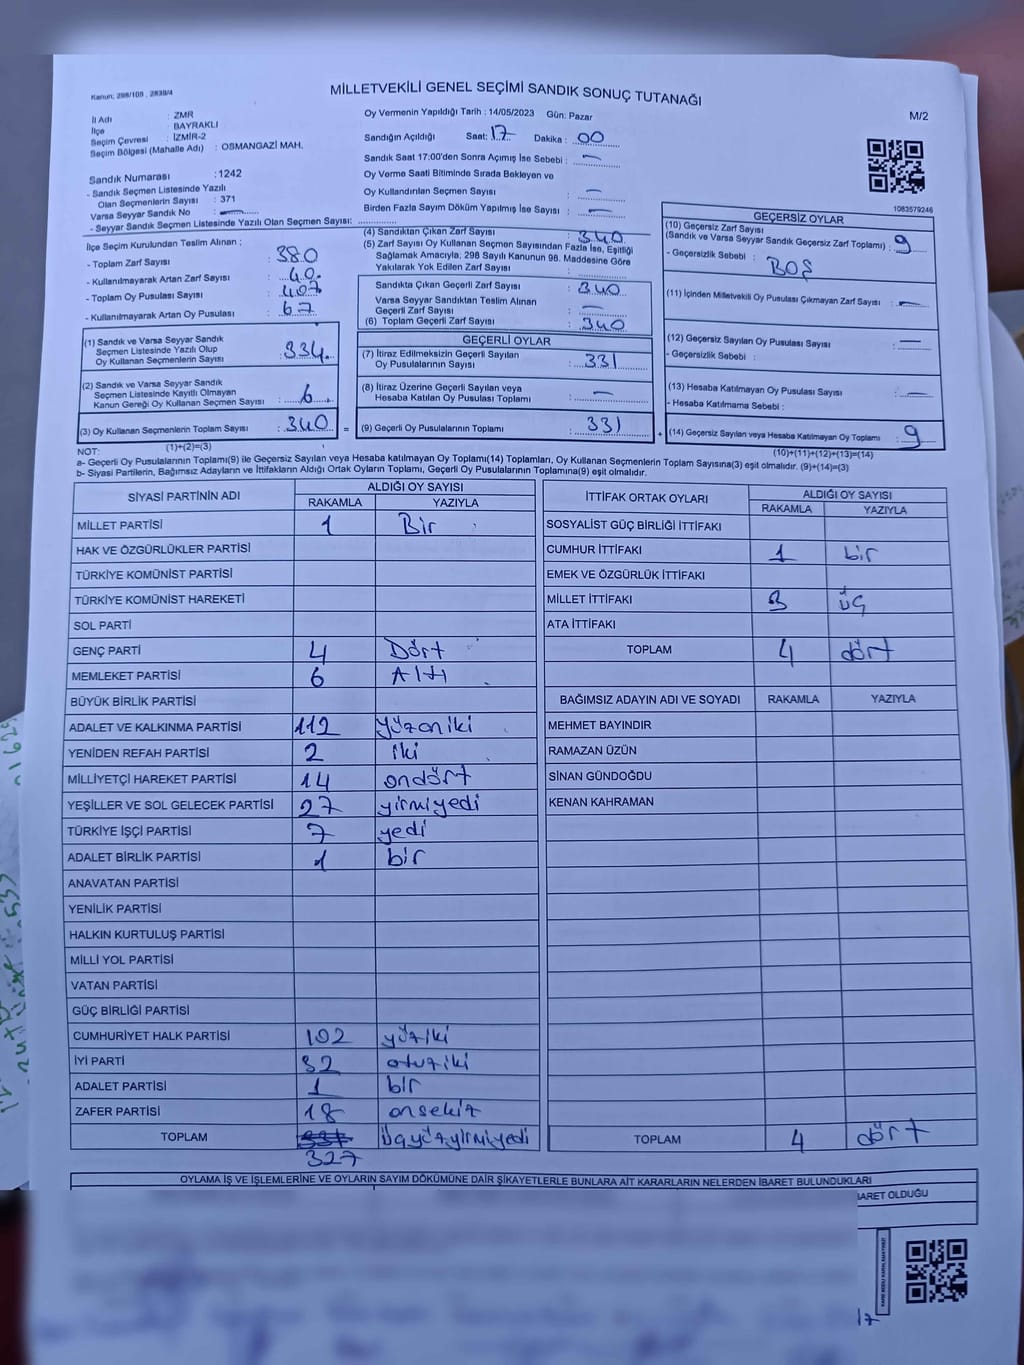 MİLLETVEKİLİ GENEL SEÇİMİ SANDIK SONUÇ TUTANAĞI
Kanun: 298/105 , 2839/4
M/2
İl Adı : İZMİR
İlçe : BAYRAKLI
Seçim Çevresi : İZMİR-2
Seçim Bölgesi (Mahalle Adı) : OSMANGAZİ MAH.
Sandık Numarası : 1242
- Sandık Seçmen Listesinde Yazılı
Olan Seçmenlerin Sayısı : 371
Varsa Seyyar Sandık No : —
- Seyyar Sandık Seçmen Listesinde Yazılı Olan Seçmen Sayısı:
Oy Vermenin Yapıldığı Tarih : 14/05/2023 Gün: Pazar
Sandığın Açıldığı Saat: 17 Dakika : 00
Sandık Saat 17:00'den Sonra Açımış İse Sebebi : —
Oy Verme Saati Bitiminde Sırada Bekleyen ve
Oy Kullandırılan Seçmen Sayısı : —
Birden Fazla Sayım Döküm Yapılmış İse Sayısı : —
1083579246
İlçe Seçim Kurulundan Teslim Alınan :
- Toplam Zarf Sayısı : 380
- Kullanılmayarak Artan Zarf Sayısı : 40
- Toplam Oy Pusulası Sayısı : 407
- Kullanılmayarak Artan Oy Pusulası : 67
(1) Sandık ve Varsa Seyyar Sandık
Seçmen Listesinde Yazılı Olup
Oy Kullanan Seçmenlerin Sayısı : 334
(2) Sandık ve Varsa Seyyar Sandık
Seçmen Listesinde Kayıtlı Olmayan
Kanun Gereği Oy Kullanan Seçmen Sayısı : 6
(3) Oy Kullanan Seçmenlerin Toplam Sayısı : 340 =
(1)+(2)=(3)
(4) Sandıktan Çıkan Zarf Sayısı : 340
(5) Zarf Sayısı Oy Kullanan Seçmen Sayısından Fazla İse, Eşitliği
Sağlamak Amacıyla, 298 Sayılı Kanunun 98. Maddesine Göre
Yakılarak Yok Edilen Zarf Sayısı :
Sandıkta Çıkan Geçerli Zarf Sayısı : 340
Varsa Seyyar Sandıktan Teslim Alınan
Geçerli Zarf Sayısı : —
(6) Toplam Geçerli Zarf Sayısı : 340
GEÇERLİ OYLAR
(7) İtiraz Edilmeksizin Geçerli Sayılan
Oy Pusulalarının Sayısı : 331
(8) İtiraz Üzerine Geçerli Sayılan veya
Hesaba Katılan Oy Pusulası Toplamı : —
(9) Geçerli Oy Pusulalarının Toplamı : 331 +
GEÇERSİZ OYLAR
(10) Geçersiz Zarf Sayısı
(Sandık ve Varsa Seyyar Sandık Geçersiz Zarf Toplamı) : 9
- Geçersizlik Sebebi : BOŞ
(11) İçinden Milletvekili Oy Pusulası Çıkmayan Zarf Sayısı : —
(12) Geçersiz Sayılan Oy Pusulası Sayısı : —
- Geçersizlik Sebebi :
(13) Hesaba Katılmayan Oy Pusulası Sayısı : —
- Hesaba Katılmama Sebebi :
(14) Geçersiz Sayılan veya Hesaba Katılmayan Oy Toplamı : 9
(10)+(11)+(12)+(13)=(14)
NOT:
a- Geçerli Oy Pusulalarının Toplamı(9) ile Geçersiz Sayılan veya Hesaba Katılmayan Oy Toplamı(14) Toplamları, Oy Kullanan Seçmenlerin Toplam Sayısına(3) eşit olmalıdır. (9)+(14)=(3)
b- Siyasi Partilerin, Bağımsız Adayların ve İttifakların Aldığı Ortak Oyların Toplamı, Geçerli Oy Pusulalarının Toplamına(9) eşit olmalıdır.
SİYASİ PARTİNİN ADI ALDIĞI OY SAYISI
RAKAMLA YAZIYLA
MİLLET PARTİSİ 1 Bir
HAK VE ÖZGÜRLÜKLER PARTİSİ
TÜRKİYE KOMÜNİST PARTİSİ
TÜRKİYE KOMÜNİST HAREKETİ
SOL PARTİ
GENÇ PARTİ 4 Dört
MEMLEKET PARTİSİ 6 Altı
BÜYÜK BİRLİK PARTİSİ
ADALET VE KALKINMA PARTİSİ 112 yüzoniki
YENİDEN REFAH PARTİSİ 2 iki
MİLLİYETÇİ HAREKET PARTİSİ 14 ondört
YEŞİLLER VE SOL GELECEK PARTİSİ 27 yirmiyedi
TÜRKİYE İŞÇİ PARTİSİ 7 yedi
ADALET BİRLİK PARTİSİ 1 bir
ANAVATAN PARTİSİ
YENİLİK PARTİSİ
HALKIN KURTULUŞ PARTİSİ
MİLLİ YOL PARTİSİ
VATAN PARTİSİ
GÜÇ BİRLİĞİ PARTİSİ
CUMHURİYET HALK PARTİSİ 102 yüziki
İYİ PARTİ 32 otuziki
ADALET PARTİSİ 1 bir
ZAFER PARTİSİ 18 onsekiz
TOPLAM 331 Üçyüzyirmiyedi
327
İTTİFAK ORTAK OYLARI ALDIĞI OY SAYISI
RAKAMLA YAZIYLA
SOSYALİST GÜÇ BİRLİĞİ İTTİFAKI
CUMHUR İTTİFAKI 1 bir
EMEK VE ÖZGÜRLÜK İTTİFAKI
MİLLET İTTİFAKI 3 üç
ATA İTTİFAKI
TOPLAM 4 dört
BAĞIMSIZ ADAYIN ADI VE SOYADI RAKAMLA YAZIYLA
MEHMET BAYINDIR
RAMAZAN ÜZÜN
SİNAN GÜNDOĞDU
KENAN KAHRAMAN
TOPLAM 4 dört
OYLAMA İŞ VE İŞLEMLERİNE VE OYLARIN SAYIM DÖKÜMÜNE DAİR ŞİKAYETLERLE BUNLARA AİT KARARLARIN NELERDEN İBARET BULUNDUKLARI
BARET OLDUĞU
17